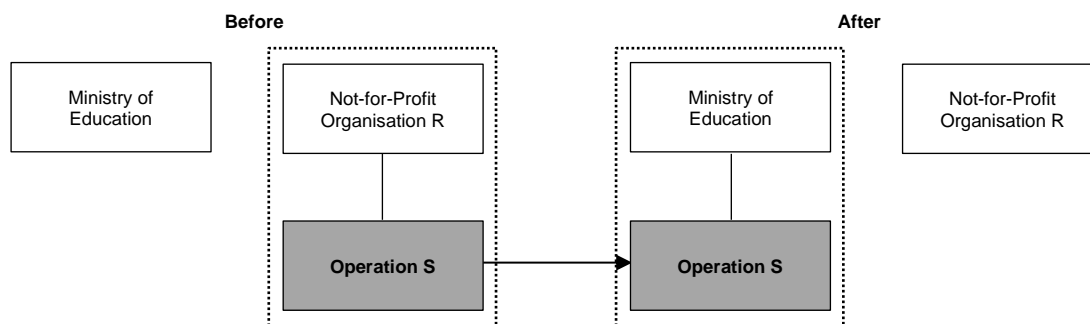 Before
After
Ministry of
Education
Not-for-Profit
Organisation R
Ministry of
Education
Not-for-Profit
Organisation R
Operation S
Operation S